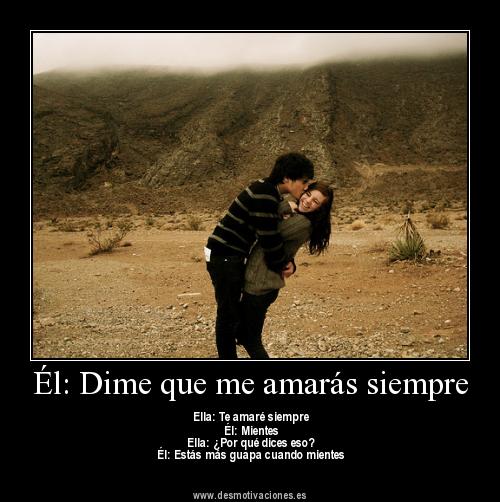 Él: Dime que me amarás siempre
Ella: Te amaré siempre
Él: Mientes
Ella: ¿Por qué dices eso?
Él: Estás más guapa cuando mientes
www.desmotivaciones.es